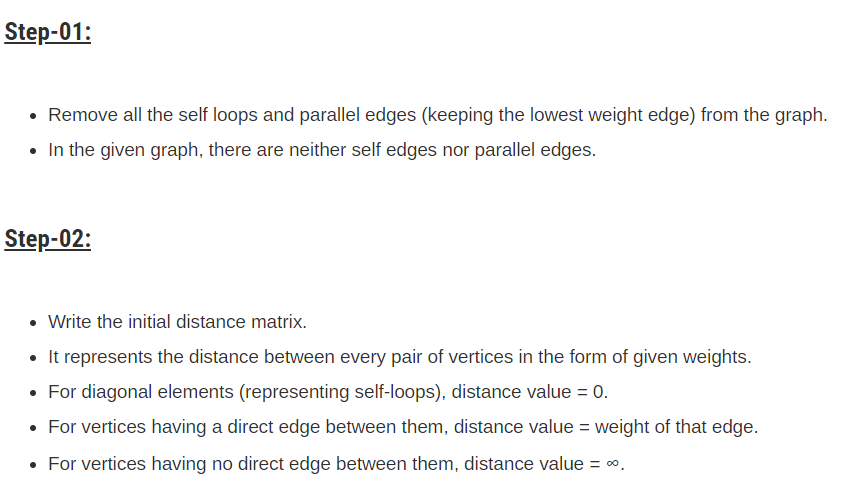 Step-01:
• Remove all the self loops and parallel edges (keeping the lowest weight edge) from the graph.
• In the given graph, there are neither self edges nor parallel edges.
Step-02:
• Write the initial distance matrix.
• It represents the distance between every pair of vertices in the form of given weights.
• For diagonal elements (representing self-loops), distance value = 0.
• For vertices having a direct edge between them, distance value = weight of that edge.
• For vertices having no direct edge between them, distance value = ∞.